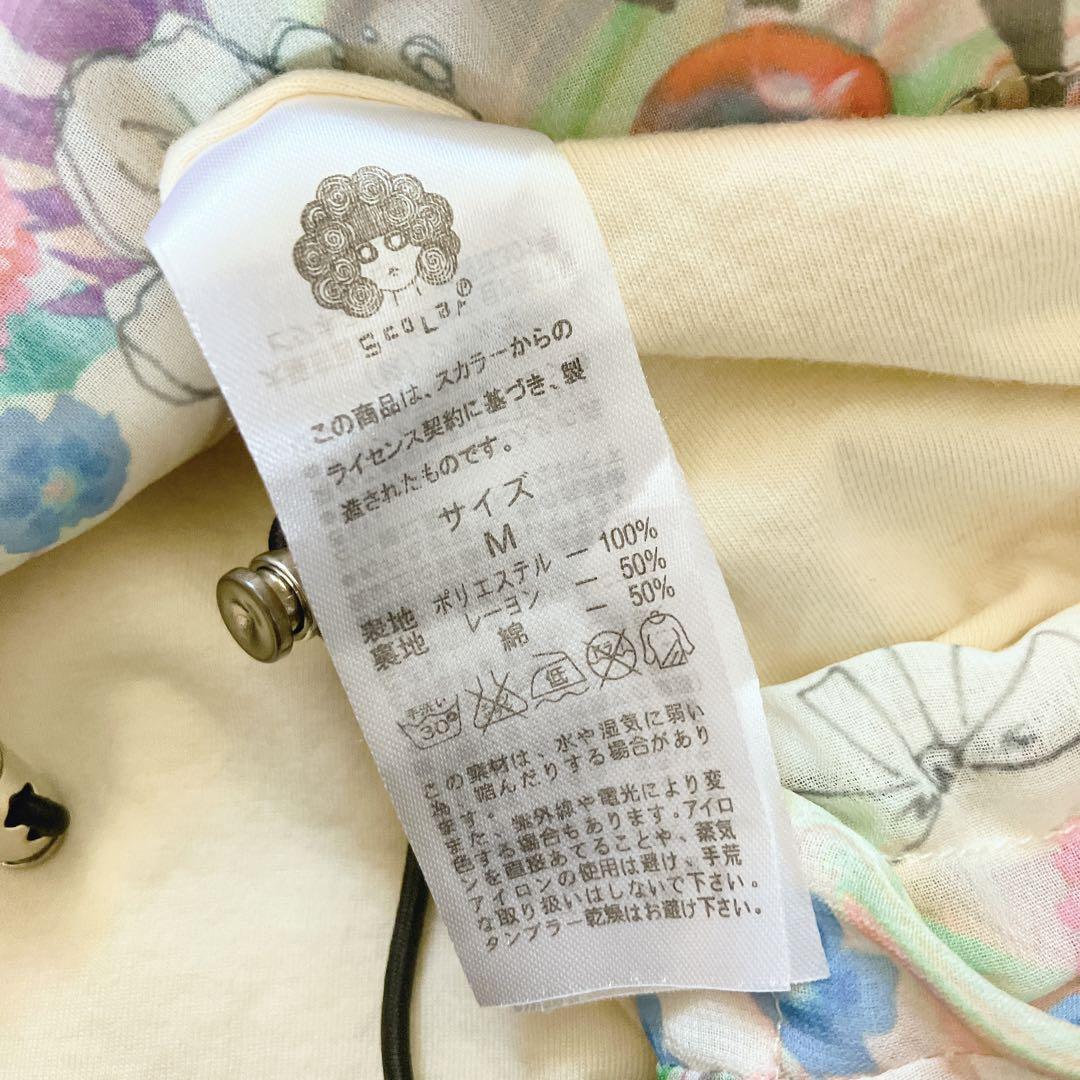 ScoLar®
この商品は、スカラーからの
ライセンス契約に基づき、製
造されたものです。
サイズ
M
表地 ポリエステル — 100%
裏地 レーヨン — 50%
綿 — 50%
手洗い 30 低 ドライ
この素材は、水や湿気に弱い
為、縮んだりする場合があり
ます。
また、紫外線や電光により変
色する場合もあります。アイロ
ンを直接あてることや、蒸気
アイロンの使用は避け、手荒
な取り扱いはしないで下さい。
タンブラー乾燥はお避け下さい。